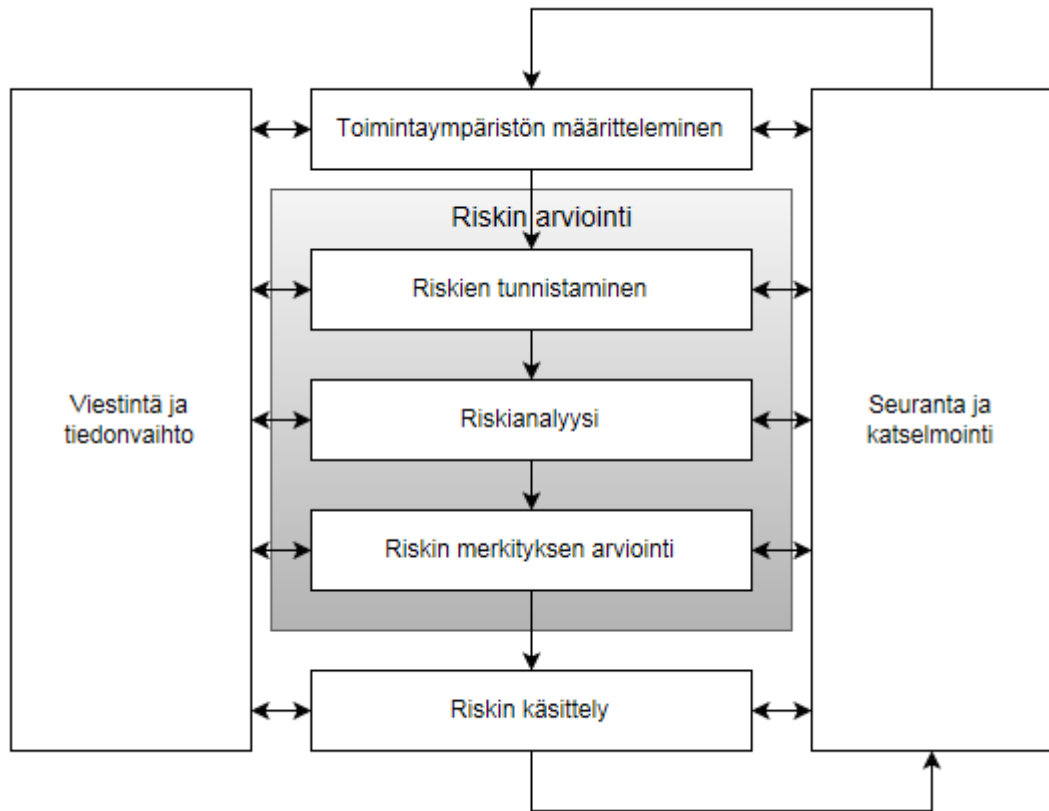 Toimintaympäristön määritteleminen
Riskin arviointi
Riskien tunnistaminen
Viestintä ja
tiedonvaihto
Riskianalyysi
Seuranta ja
katselmointi
Riskin merkityksen arviointi
Riskin käsittely